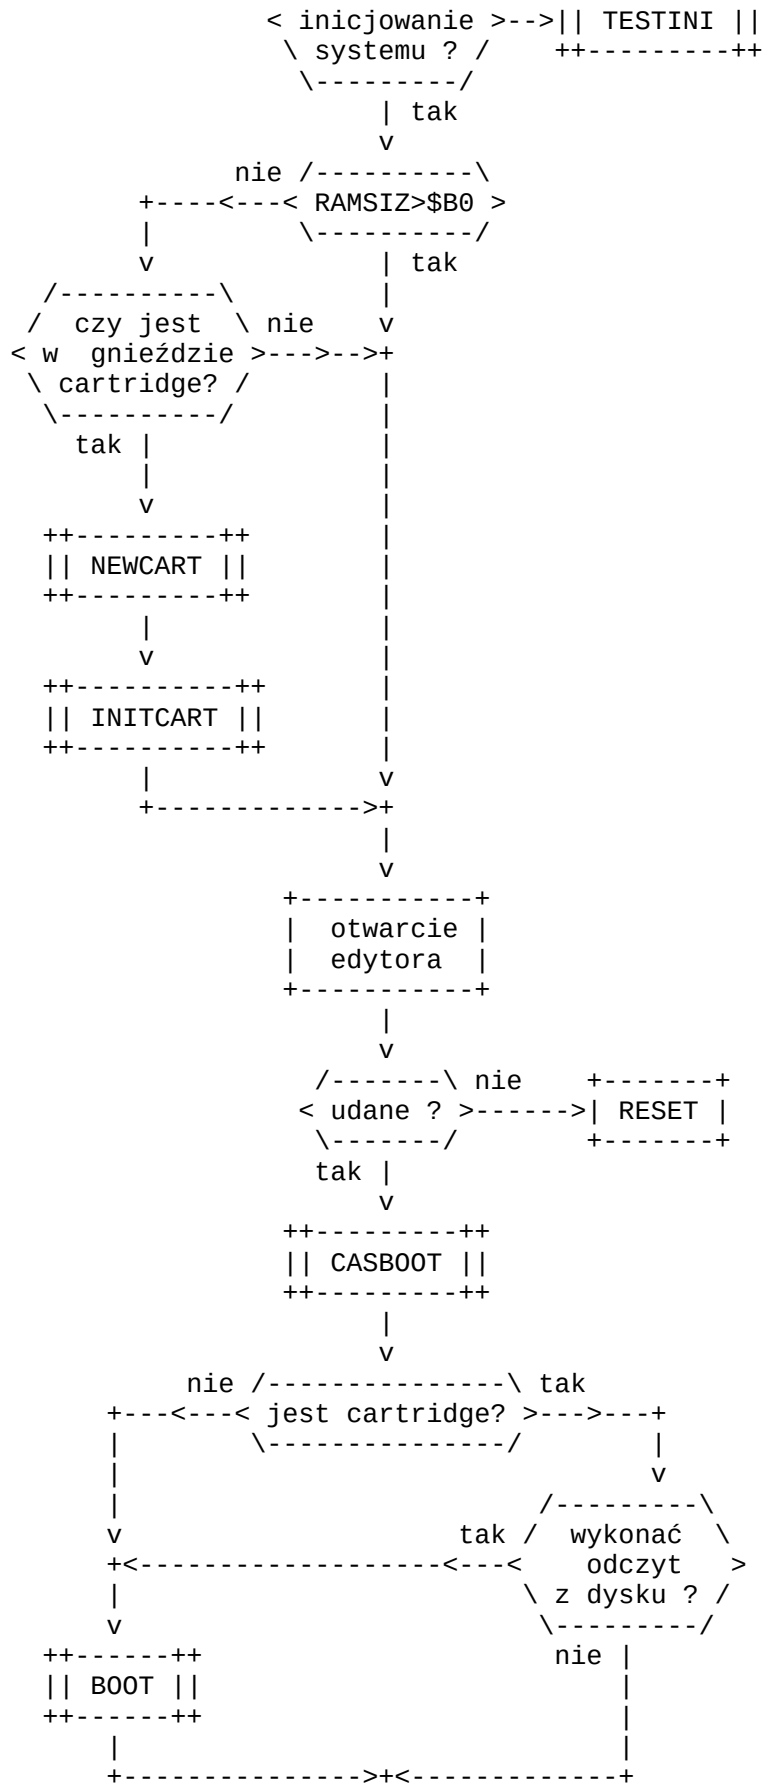 < inicjowanie >-->|| TESTINI ||
\ systemu ? /    ++---------++
\---------/
| tak
v
nie /----------\
+----<---< RAMSIZ>$B0 >
|         \----------/
v              | tak
/----------\         |
/  czy jest  \ nie    v
< w  gnieździe >--->-->+
\ cartridge? /        |
\----------/         |
tak |              |
|              |
v              |
++---------++        |
|| NEWCART ||        |
++---------++        |
|              |
v              |
++----------++       |
|| INITCART ||       |
++----------++       |
|              v
+------------->+
|
v
+-----------+
|  otwarcie |
|  edytora  |
+-----------+
|
v
/-------\ nie    +-------+
< udane ? >------>| RESET |
\-------/        +-------+
tak |
v
++---------++
|| CASBOOT ||
++---------++
|
v
nie /---------------\ tak
+---<---< jest cartridge? >--->---+
|        \---------------/        |
|                                 v
|                          /---------\
v                     tak /  wykonać  \
+<-------------------<---<    odczyt   >
|                         \ z dysku ? /
v                          \---------/
++------++                      nie |
|| BOOT ||                          |
++------++                          |
|                               |
+--------------->+<-------------+